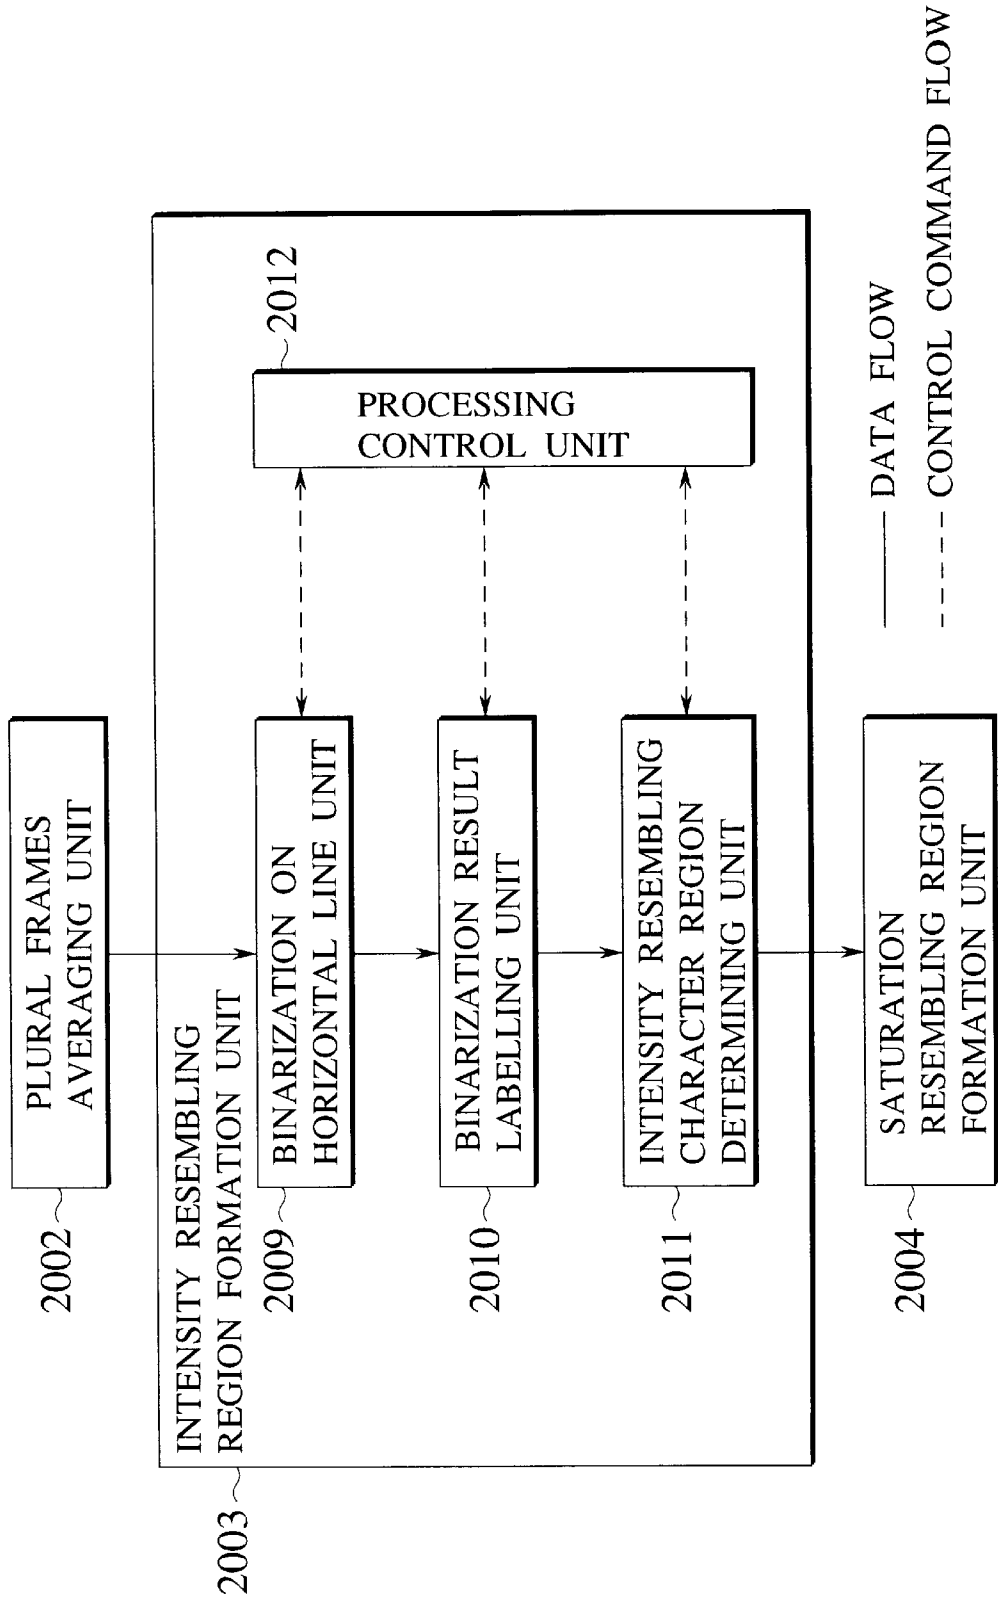 2002
PLURAL FRAMES
AVERAGING UNIT
2003
INTENSITY RESEMBLING
REGION FORMATION UNIT
2009
BINARIZATION ON
HORIZONTAL LINE UNIT
2010
BINARIZATION RESULT
LABELLING UNIT
2011
INTENSITY RESEMBLING
CHARACTER REGION
DETERMINING UNIT
2012
PROCESSING
CONTROL UNIT
2004
SATURATION
RESEMBLING REGION
FORMATION UNIT
DATA FLOW
CONTROL COMMAND FLOW